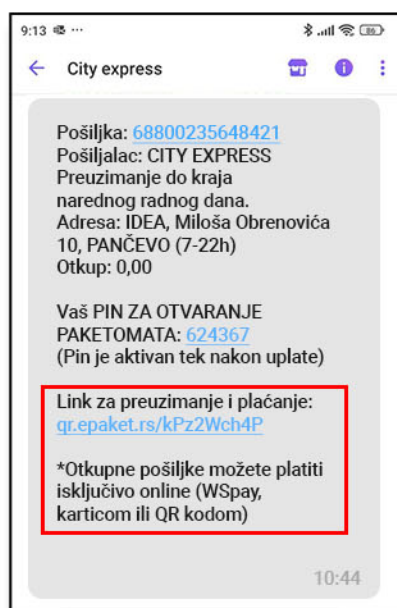 9:13
86
City express
Pošiljka: 68800235648421
Pošiljalac: CITY EXPRESS
Preuzimanje do kraja
narednog radnog dana.
Adresa: IDEA, Miloša Obrenovića
10, PANČEVO (7-22h)
Otkup: 0,00
Vaš PIN ZA OTVARANJE
PAKETOMATA: 624367
(Pin je aktivan tek nakon uplate)
Link za preuzimanje i plaćanje:
qr.epaket.rs/kPz2Wch4P
*Otkupne pošiljke možete platiti
isključivo online (WSpay,
karticom ili QR kodom)
10:44